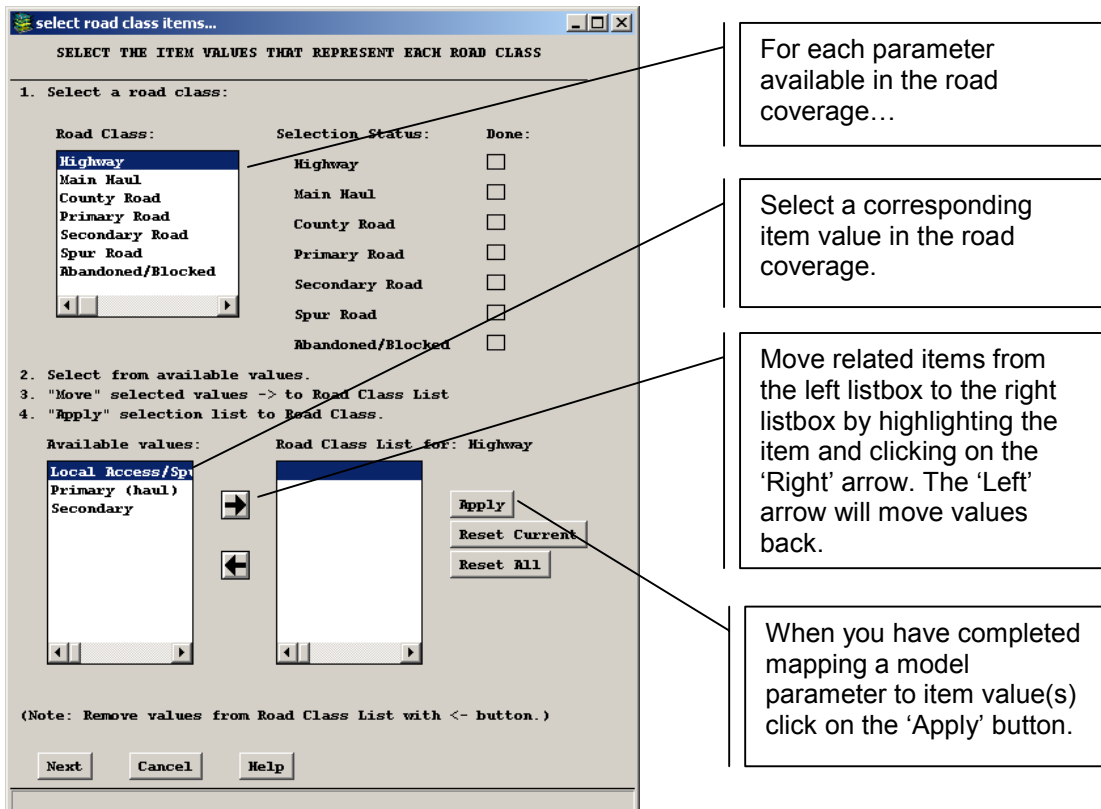 select road class items...
SELECT THE ITEM VALUES THAT REPRESENT EACH ROAD CLASS
1. Select a road class:
Road Class:
Highway
Main Haul
County Road
Primary Road
Secondary Road
Spur Road
Abandoned/Blocked
Selection Status: Done:
Highway
Main Haul
County Road
Primary Road
Secondary Road
Spur Road
Abandoned/Blocked
2. Select from available values.
3. "Move" selected values -> to Road Class List
4. "Apply" selection list to Road Class.
Available values:
Local Access/Spu
Primary (haul)
Secondary
Road Class List for: Highway
Apply
Reset Current
Reset All
(Note: Remove values from Road Class List with <- button.)
Next Cancel Help
For each parameter
available in the road
coverage…
Select a corresponding
item value in the road
coverage.
Move related items from
the left listbox to the right
listbox by highlighting the
item and clicking on the
‘Right’ arrow. The ‘Left’
arrow will move values
back.
When you have completed
mapping a model
parameter to item value(s)
click on the ‘Apply’ button.